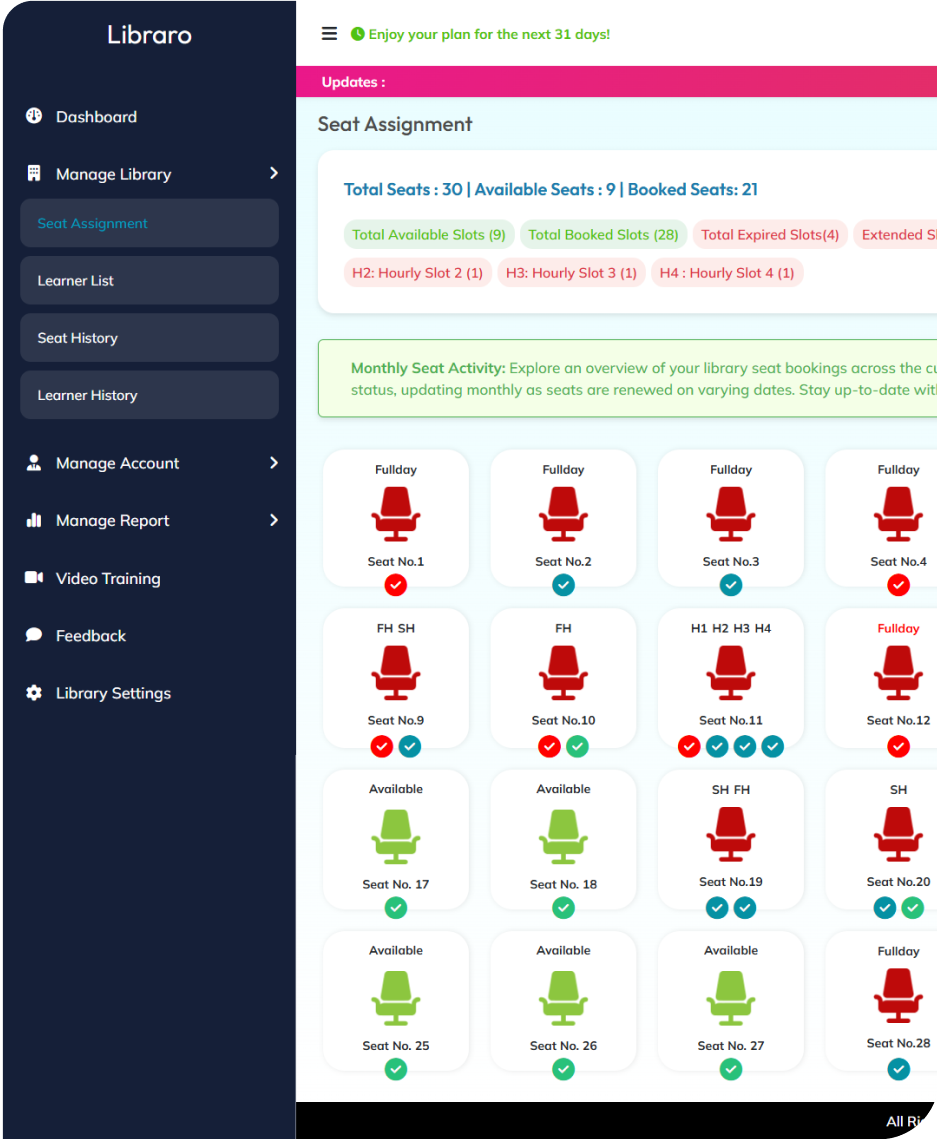 Libraro
Enjoy your plan for the next 31 days!
Updates :
Dashboard
Manage Library
Seat Assignment
Learner List
Seat History
Learner History
Manage Account
Manage Report
Video Training
Feedback
Library Settings
Seat Assignment
Total Seats : 30 | Available Seats : 9 | Booked Seats: 21
Total Available Slots (9) Total Booked Slots (28) Total Expired Slots(4) Extended
H2: Hourly Slot 2 (1) H3: Hourly Slot 3 (1) H4 : Hourly Slot 4 (1)
Monthly Seat Activity: Explore an overview of your library seat bookings across the
status, updating monthly as seats are renewed on varying dates. Stay up-to-date
Fullday Fullday Fullday Fullday
Seat No.1 Seat No.2 Seat No.3 Seat No.4
FH SH FH H1 H2 H3 H4 Fullday
Seat No.9 Seat No.10 Seat No.11 Seat No.12
Available Available SH FH SH
Seat No. 17 Seat No. 18 Seat No.19 Seat No.20
Available Available Available Fullday
Seat No. 25 Seat No. 26 Seat No. 27 Seat No.28
All